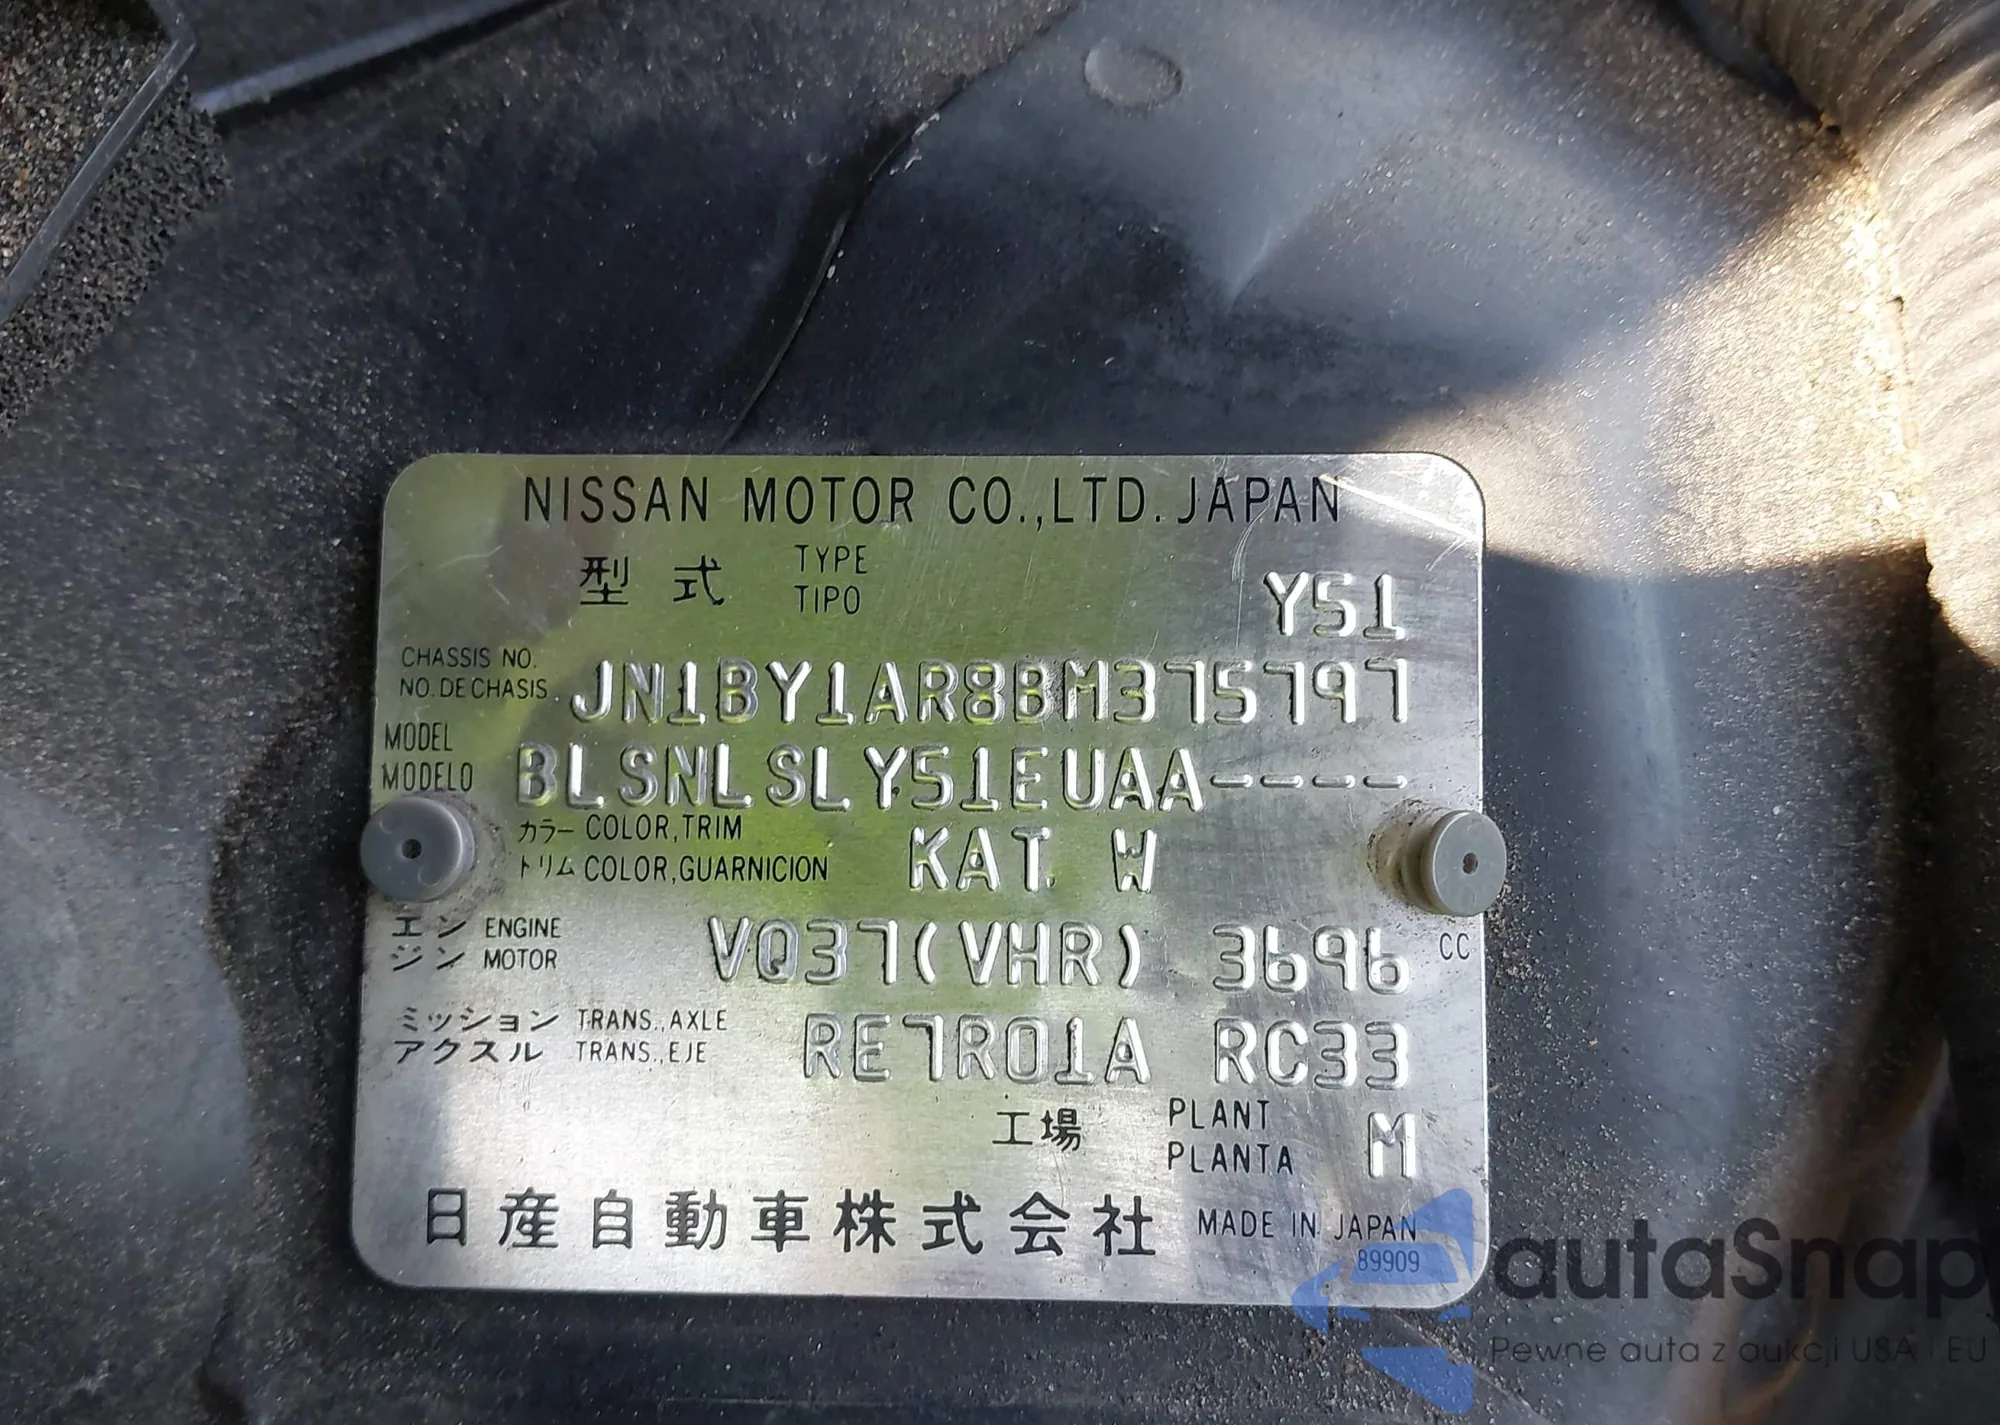 NISSAN MOTOR CO.,LTD. JAPAN
型式 TYPE Y51
TIPO
CHASSIS NO. JN1BY1AR8BM375797
NO. DE CHASIS
MODEL BLSNLSLY51EUAA----
MODELO
カラー COLOR,TRIM KAT W
トリム COLOR,GUARNICION
エン ENGINE VQ37(VHR) 3696 CC
ジン MOTOR
ミッション TRANS.,AXLE RE7R01A RC33
アクスル TRANS.,EJE
工場 PLANT M
PLANTA
日産自動車株式会社 MADE IN JAPAN
89909
autaSnap
Pewne auta z aukcji USA i EU